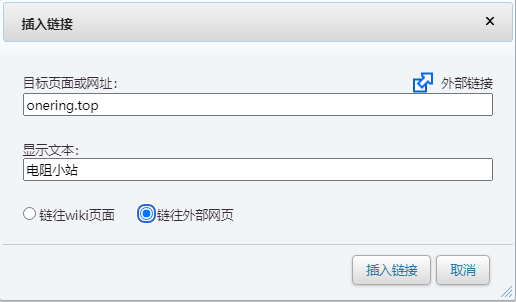 插入链接
目标页面或网址：
外部链接
onering.top
显示文本：
电阻小站
链往wiki页面
链往外部网页
插入链接
取消